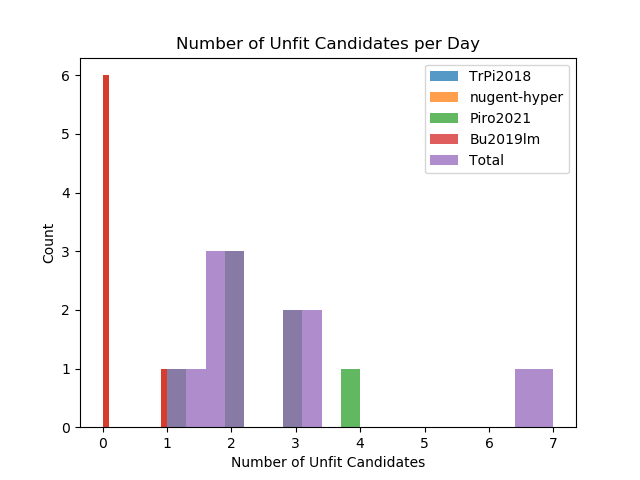 Number of Unfit Candidates per Day
TrPi2018
nugent-hyper
Piro2021
Bu2019lm
Total
Count
6
5
4
3
2
1
0
0 1 2 3 4 5 6 7
Number of Unfit Candidates